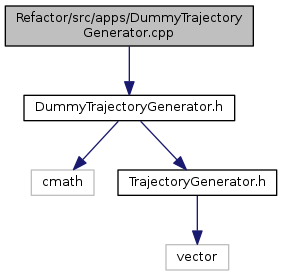 Refactor/src/apps/DummyTrajectory
Generator.cpp
DummyTrajectoryGenerator.h
cmath
TrajectoryGenerator.h
vector